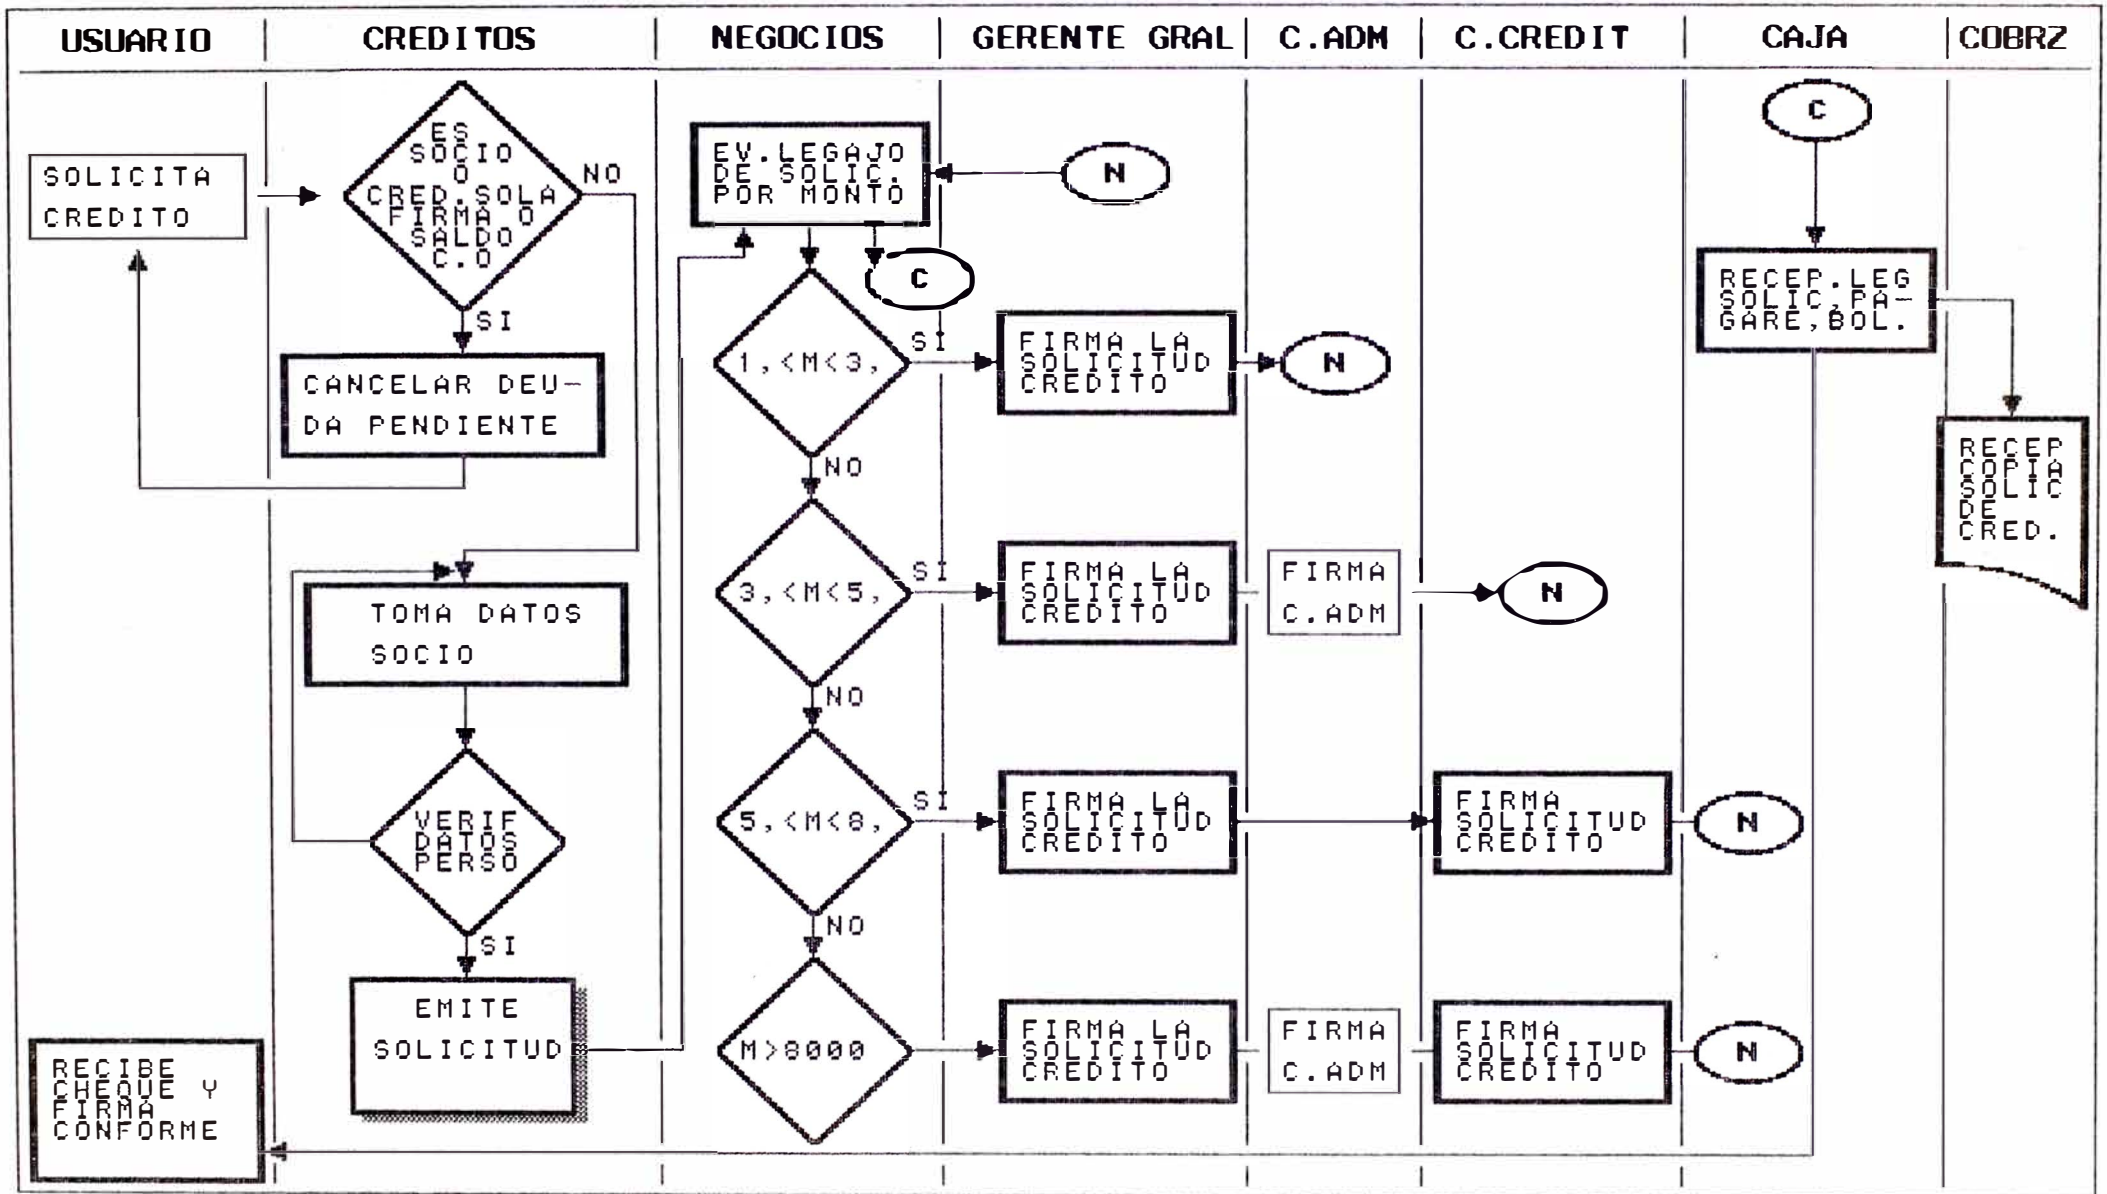 USUARIO
CREDITOS
NEGOCIOS
GERENTE GRAL
C.ADM
C.CREDIT
CAJA
COBRZ
SOLICITA
CREDITO
ES
SOCIO
O
CRED.SOLA
FIRMA O
SALDO
C.O
NO
SI
CANCELAR DEU-
DA PENDIENTE
TOMA DATOS
SOCIO
VERIF
DATOS
PERSO
SI
EMITE
SOLICITUD
RECIBE
CHEQUE Y
FIRMA
CONFORME
EV.LEGAJO
DE SOLIC.
POR MONTO
N
C
1,<M<3,
SI
FIRMA LA
SOLICITUD
CREDITO
N
NO
3,<M<5,
SI
FIRMA LA
SOLICITUD
CREDITO
FIRMA
C.ADM
N
NO
5,<M<8,
SI
FIRMA LA
SOLICITUD
CREDITO
FIRMA
SOLICITUD
CREDITO
N
NO
M>8000
FIRMA LA
SOLICITUD
CREDITO
FIRMA
C.ADM
FIRMA
SOLICITUD
CREDITO
N
C
RECEP.LEG
SOLIC,PA-
GARE,BOL.
RECEP
COPIA
SOLIC
DE
CRED.